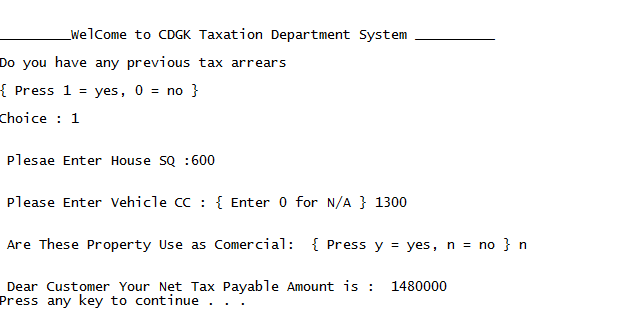 _________WelCome to CDGK Taxation Department System __________
Do you have any previous tax arrears
{ Press 1 = yes, 0 = no }
Choice : 1
Plesae Enter House SQ :600
Please Enter Vehicle CC : { Enter 0 for N/A } 1300
Are These Property Use as Comercial:  { Press y = yes, n = no } n
Dear Customer Your Net Tax Payable Amount is :  1480000
Press any key to continue . . .